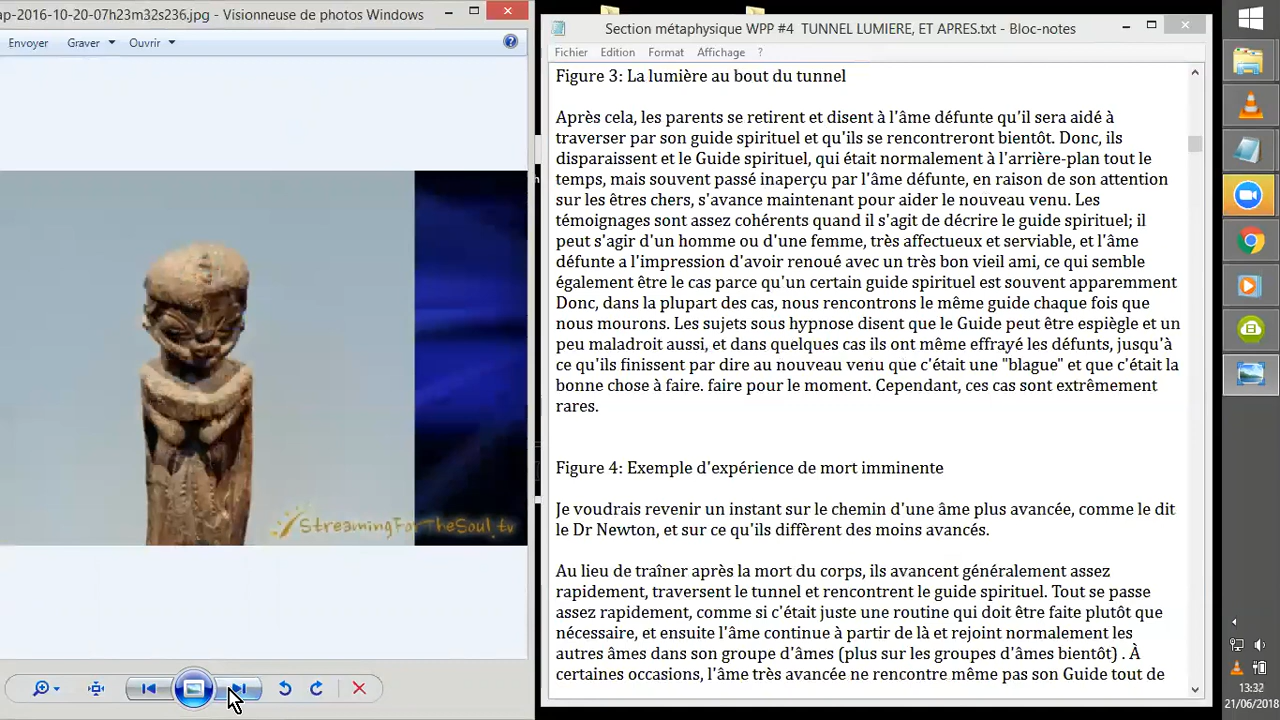 ap-2016-10-20-07h23m32s236.jpg - Visionneuse de photos Windows
Envoyer Graver Ouvrir
StreamingForTheSoul.tv
Section métaphysique WPP #4 TUNNEL LUMIERE, ET APRES.txt - Bloc-notes
Fichier Edition Format Affichage ?
Figure 3: La lumière au bout du tunnel
Après cela, les parents se retirent et disent à l'âme défunte qu'il sera aidé à
traverser par son guide spirituel et qu'ils se rencontreront bientôt. Donc, ils
disparaissent et le Guide spirituel, qui était normalement à l'arrière-plan tout le
temps, mais souvent passé inaperçu par l'âme défunte, en raison de son attention
sur les êtres chers, s'avance maintenant pour aider le nouveau venu. Les
témoignages sont assez cohérents quand il s'agit de décrire le guide spirituel; il
peut s'agir d'un homme ou d'une femme, très affectueux et serviable, et l'âme
défunte a l'impression d'avoir renoué avec un très bon vieil ami, ce qui semble
également être le cas parce qu'un certain guide spirituel est souvent apparemment
Donc, dans la plupart des cas, nous rencontrons le même guide chaque fois que
nous mourons. Les sujets sous hypnose disent que le Guide peut être espiègle et un
peu maladroit aussi, et dans quelques cas ils ont même effrayé les défunts, jusqu'à
ce qu'ils finissent par dire au nouveau venu que c'était une "blague" et que c'était la
bonne chose à faire. faire pour le moment. Cependant, ces cas sont extrêmement
rares.
Figure 4: Exemple d'expérience de mort imminente
Je voudrais revenir un instant sur le chemin d'une âme plus avancée, comme le dit
le Dr Newton, et sur ce qu'ils diffèrent des moins avancés.
Au lieu de traîner après la mort du corps, ils avancent généralement assez
rapidement, traversent le tunnel et rencontrent le guide spirituel. Tout se passe
assez rapidement, comme si c'était juste une routine qui doit être faite plutôt que
nécessaire, et ensuite l'âme continue à partir de là et rejoint normalement les
autres âmes dans son groupe d'âmes (plus sur les groupes d'âmes bientôt) . À
certaines occasions, l'âme très avancée ne rencontre même pas son Guide tout de
13:32
21/06/2018